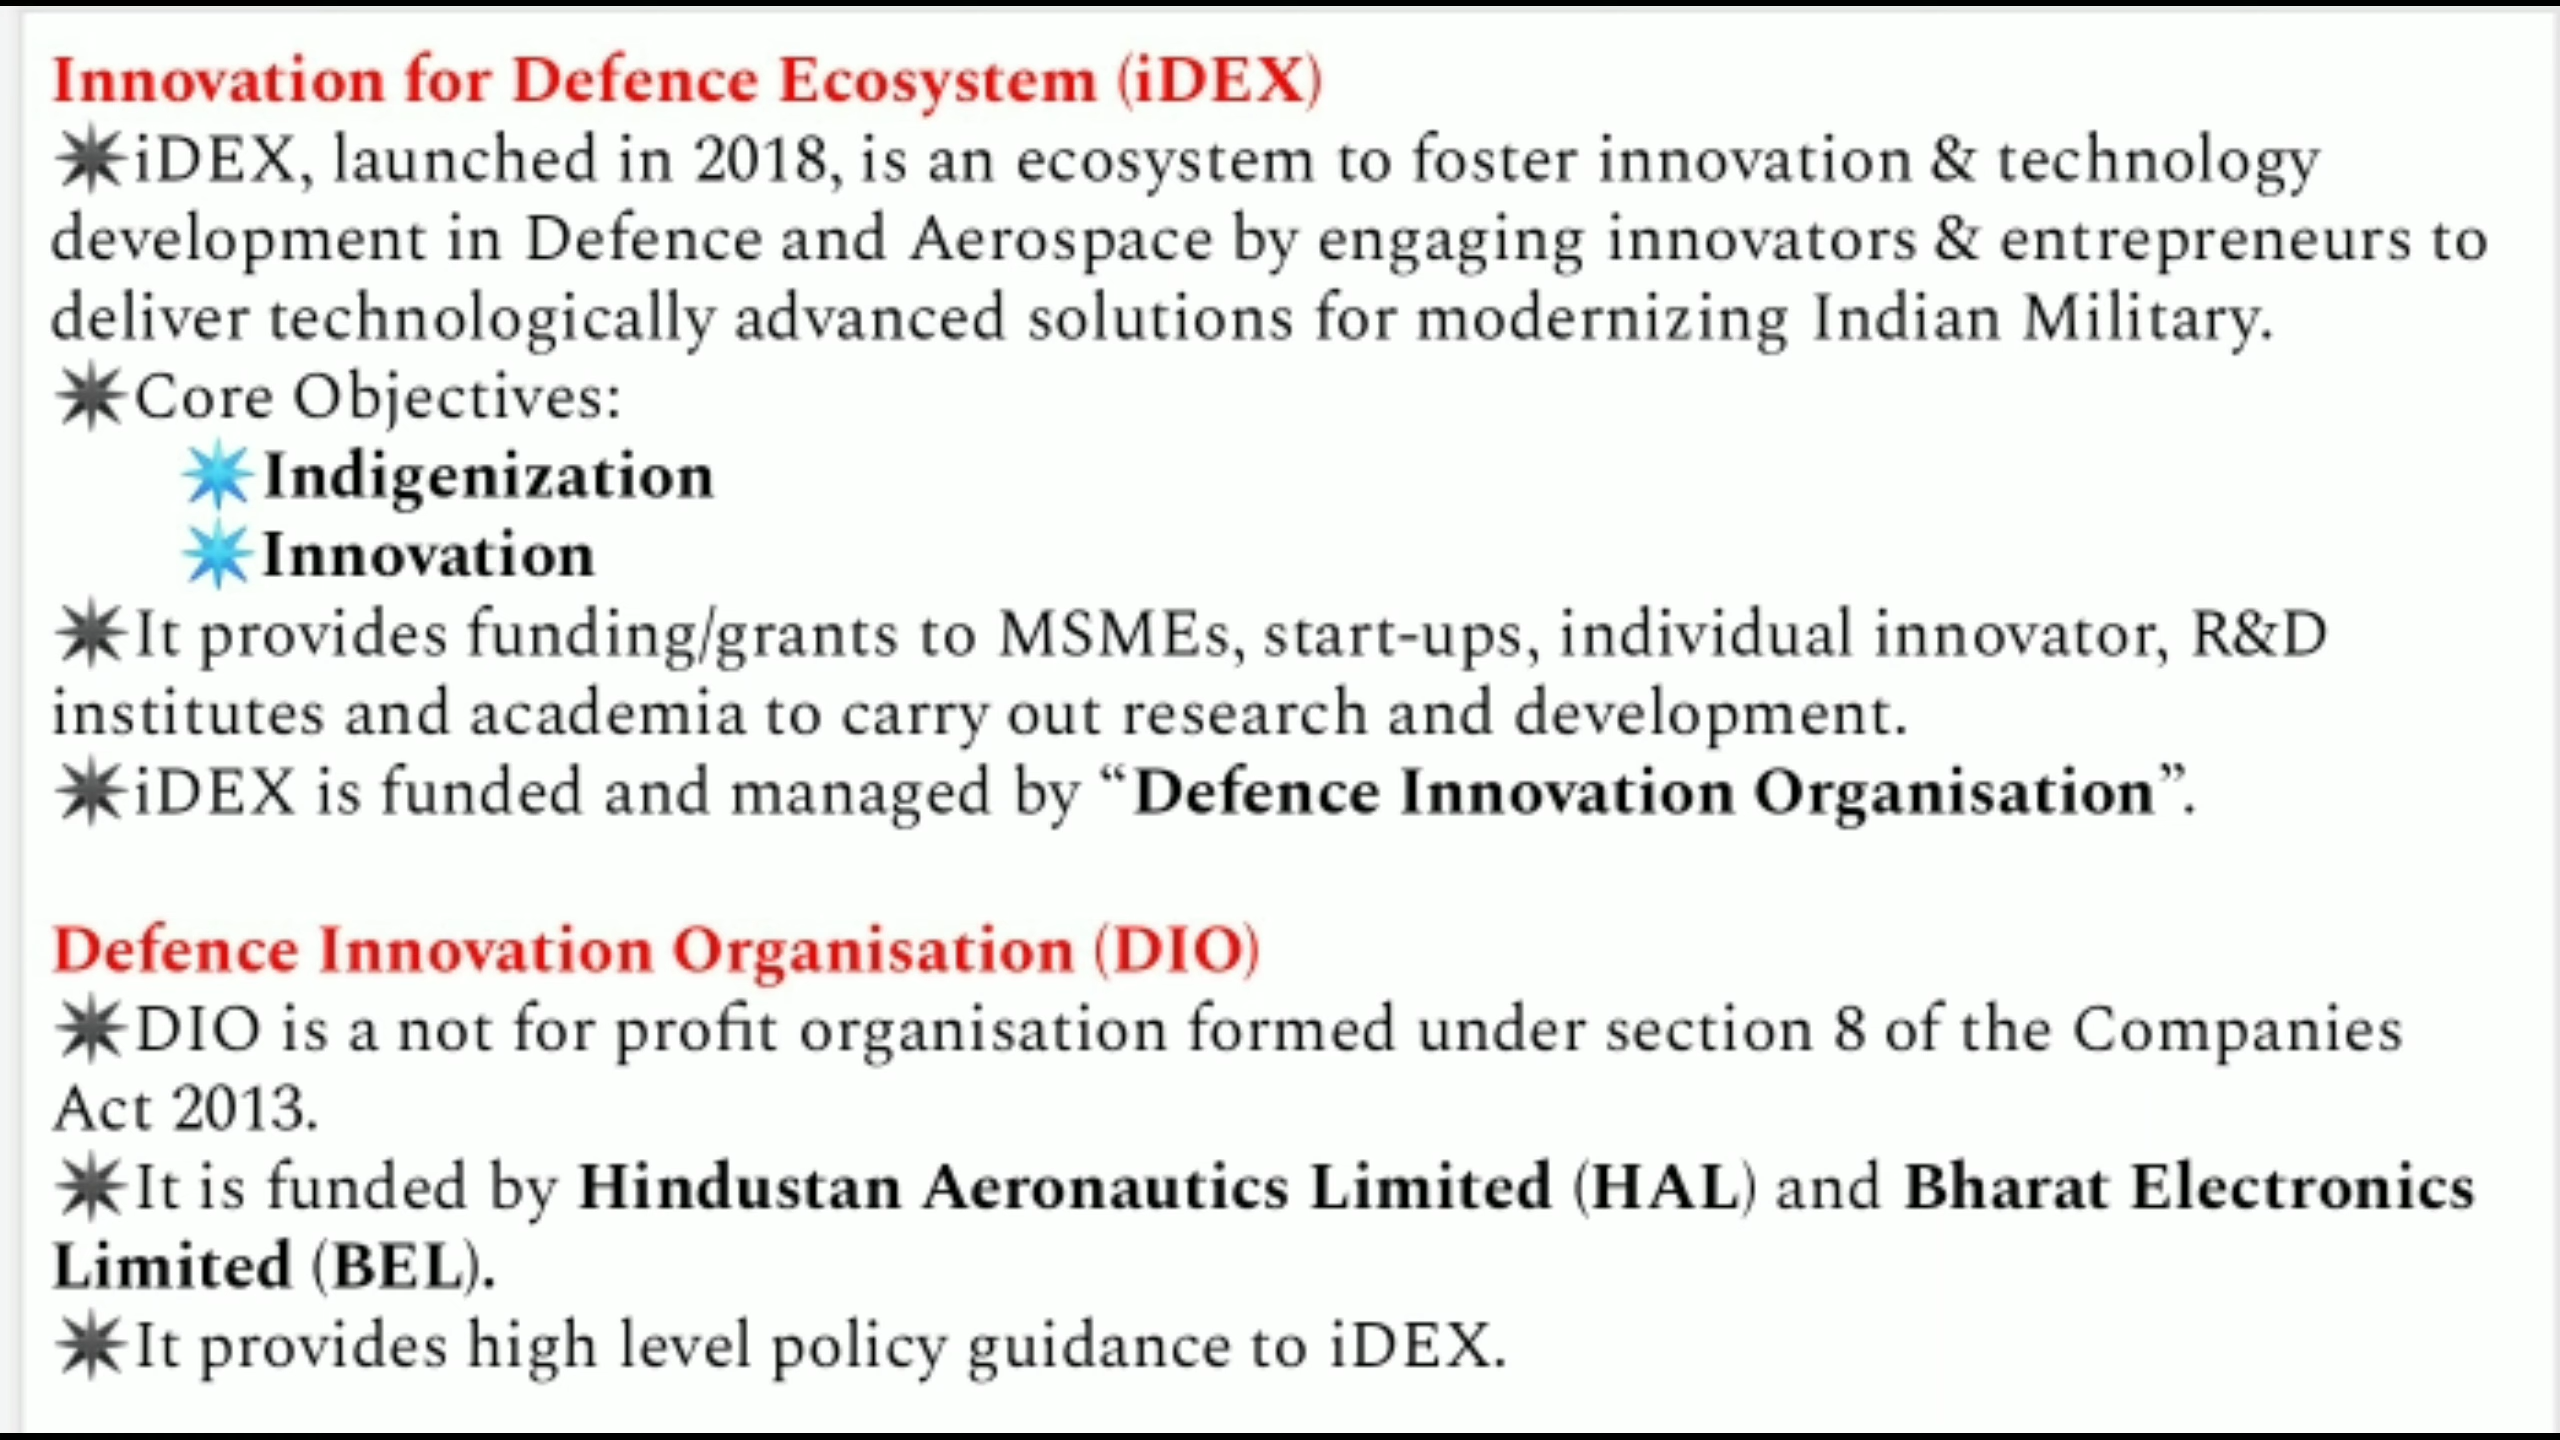 Innovation for Defence Ecosystem (iDEX)
✷iDEX, launched in 2018, is an ecosystem to foster innovation & technology
development in Defence and Aerospace by engaging innovators & entrepreneurs to
deliver technologically advanced solutions for modernizing Indian Military.
✷Core Objectives:
✷Indigenization
✷Innovation
✷It provides funding/grants to MSMEs, start-ups, individual innovator, R&D
institutes and academia to carry out research and development.
✷iDEX is funded and managed by “Defence Innovation Organisation”.
Defence Innovation Organisation (DIO)
✷DIO is a not for profit organisation formed under section 8 of the Companies
Act 2013.
✷It is funded by Hindustan Aeronautics Limited (HAL) and Bharat Electronics
Limited (BEL).
✷It provides high level policy guidance to iDEX.